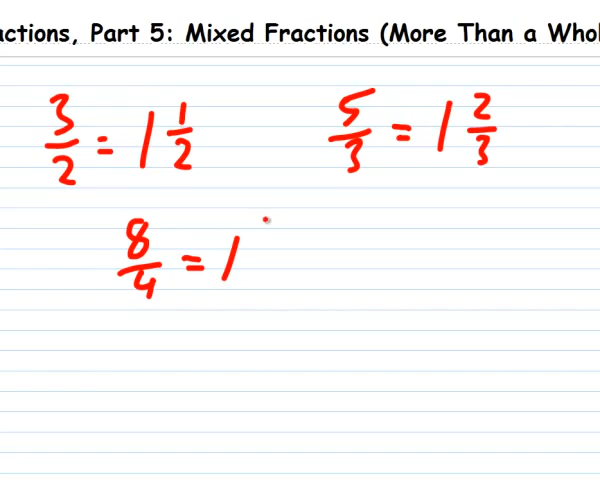 actions, Part 5: Mixed Fractions (More Than a Whol
3/2 = 1 1/2
5/3 = 1 2/3
8/4 = 1